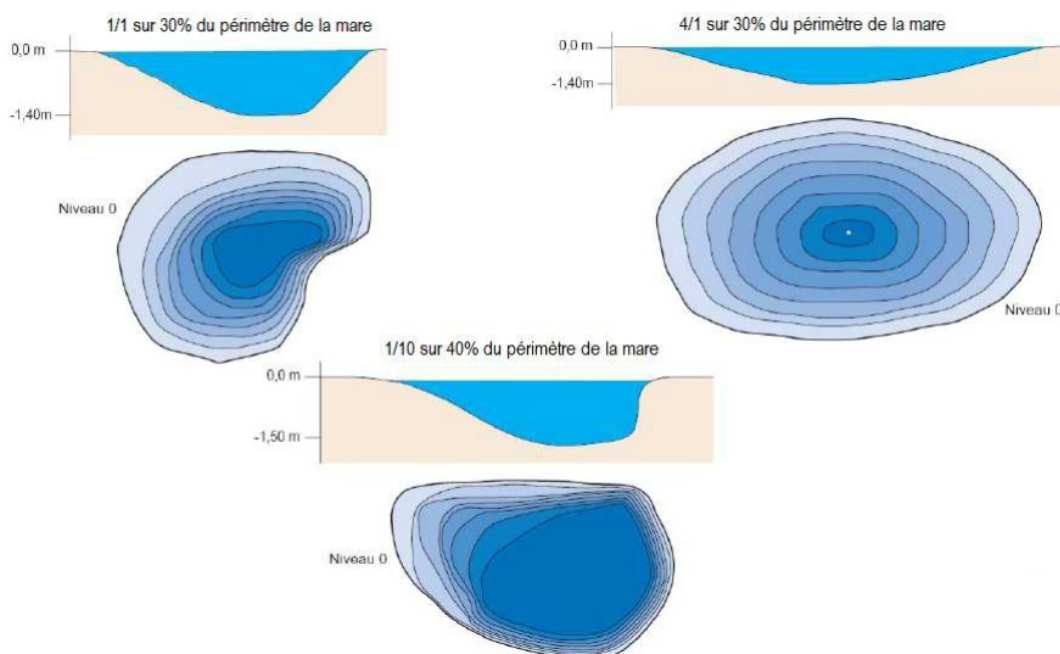 1/1 sur 30% du périmètre de la mare
0,0 m
-1,40m
Niveau 0
4/1 sur 30% du périmètre de la mare
0,0 m
-1,40 m
Niveau 0
1/10 sur 40% du périmètre de la mare
0,0 m
-1,50 m
Niveau 0